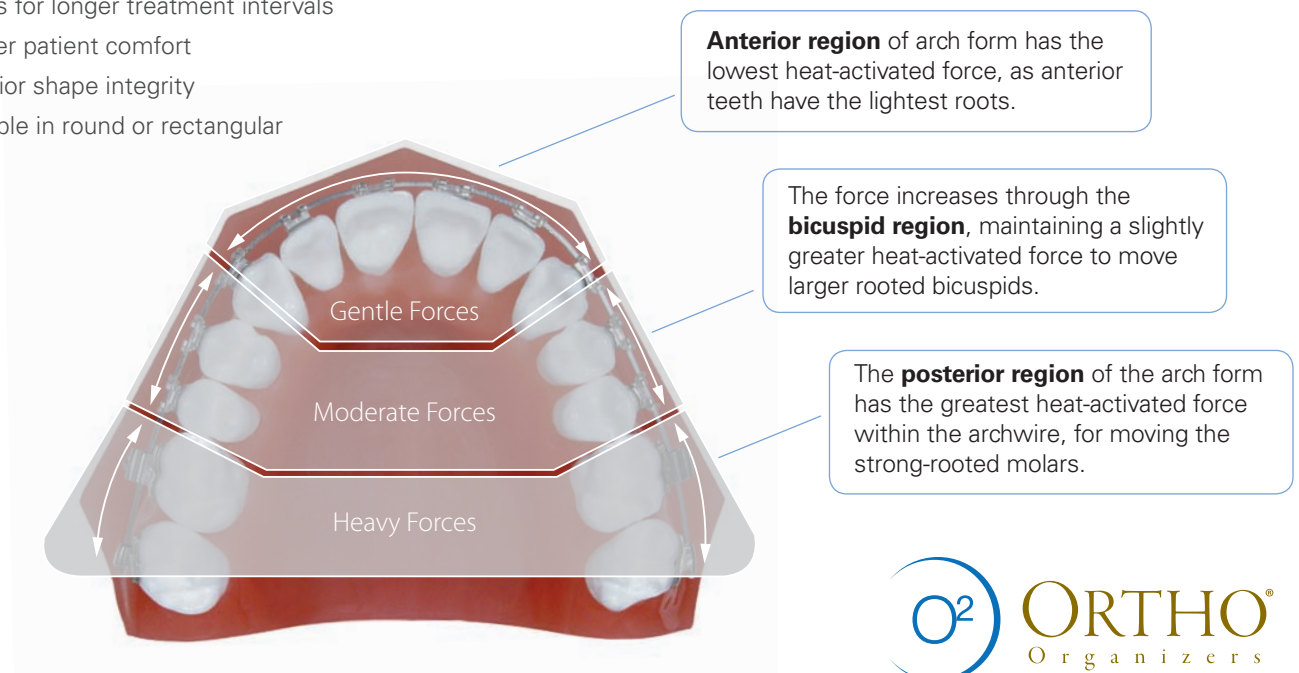 s for longer treatment intervals
er patient comfort
ior shape integrity
ple in round or rectangular
Anterior region of arch form has the
lowest heat-activated force, as anterior
teeth have the lightest roots.
The force increases through the
bicuspid region, maintaining a slightly
greater heat-activated force to move
larger rooted bicuspids.
The posterior region of the arch form
has the greatest heat-activated force
within the archwire, for moving the
strong-rooted molars.
Gentle Forces
Moderate Forces
Heavy Forces
O² ORTHO®
Organizers